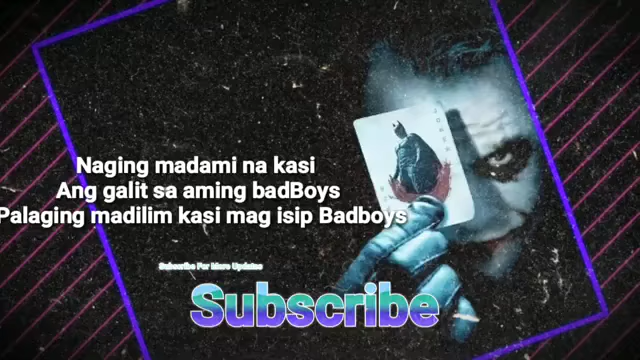 Naging madami na kasi
Ang galit sa aming badBoys
Palaging madilim kasi mag isip Badboys
Subscribe For More Updates
Subscribe